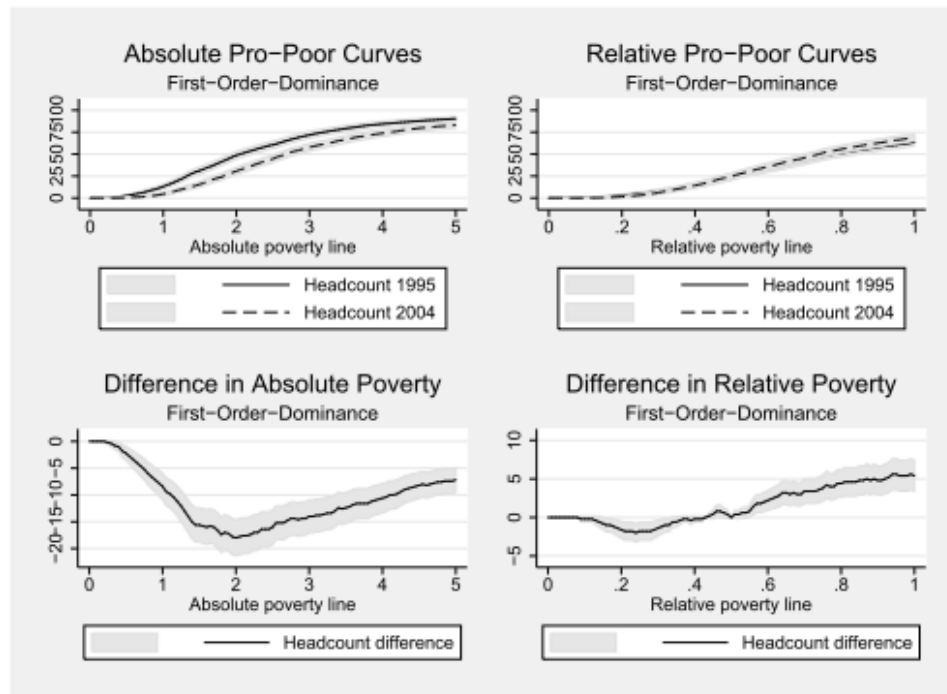 Absolute Pro−Poor Curves
First−Order−Dominance
0 25 50 75 100
0 1 2 3 4 5
Absolute poverty line
Headcount 1995
Headcount 2004
Relative Pro−Poor Curves
First−Order−Dominance
0 25 50 75 100
0 .2 .4 .6 .8 1
Relative poverty line
Headcount 1995
Headcount 2004
Difference in Absolute Poverty
First−Order−Dominance
−20 −15 −10 −5 0
0 1 2 3 4 5
Absolute poverty line
Headcount difference
Difference in Relative Poverty
First−Order−Dominance
−5 0 5 10
0 .2 .4 .6 .8 1
Relative poverty line
Headcount difference